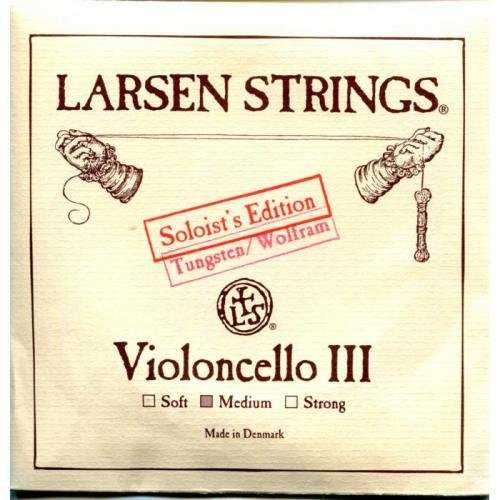 LARSEN STRINGS®
Soloist's Edition
Tungsten/Wolfram
LS
®
Violoncello III
Soft Medium Strong
Made in Denmark